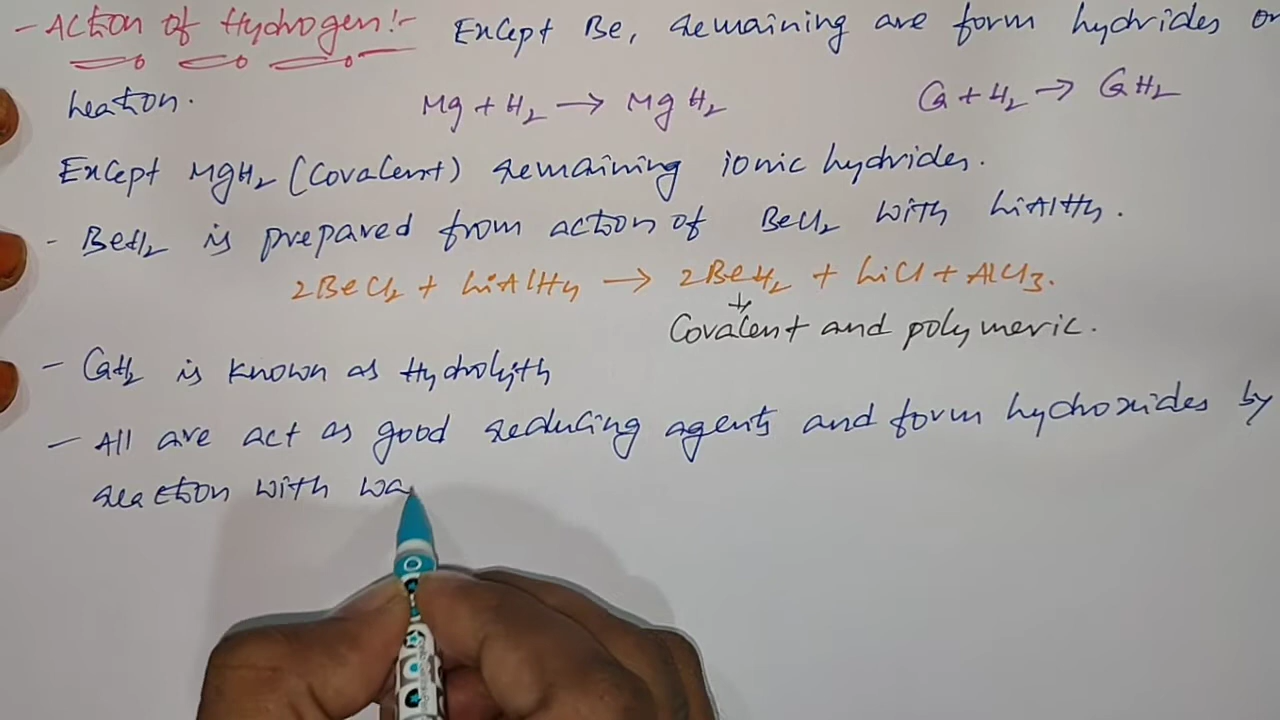 - Action of Hydrogen :- Except Be, remaining are form hydrides on
heation.
Mg + H₂ → MgH₂ Ca + H₂ → CaH₂
Except MgH₂ (Covalent) remaining ionic hydrides.
- BeH₂ is prepared from action of BeCl₂ with LiAlH₄.
2BeCl₂ + LiAlH₄ → 2BeH₂ + LiCl + AlCl₃.
Covalent and polymeric.
- CaH₂ is known as Hydrolyth
- All are act as good reducing agents and form hydroxides by
reaction with wa